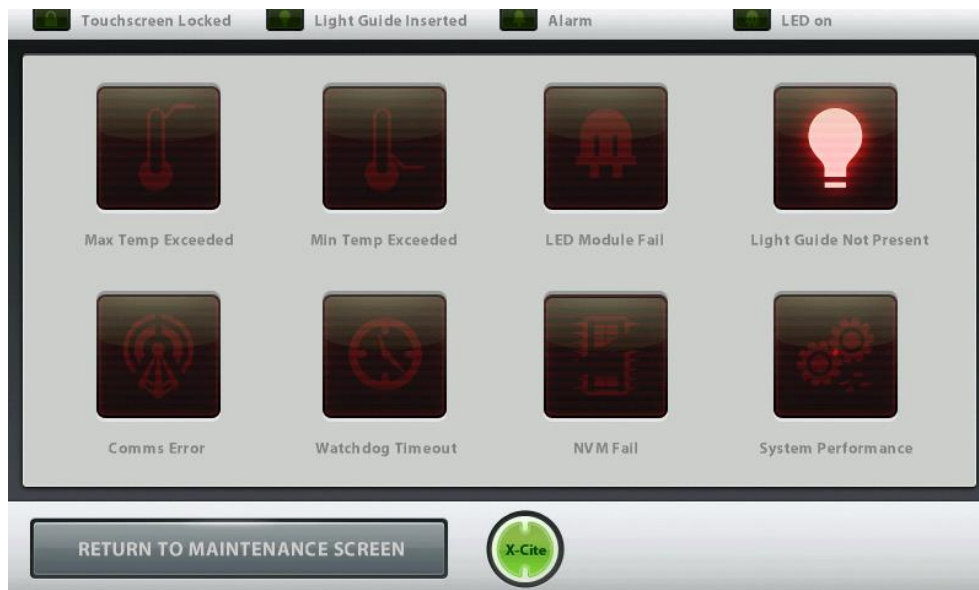 Touchscreen Locked Light Guide Inserted Alarm LED on
Max Temp Exceeded Min Temp Exceeded LED Module Fail Light Guide Not Present
Comms Error Watchdog Timeout NVM Fail System Performance
RETURN TO MAINTENANCE SCREEN X-Cite